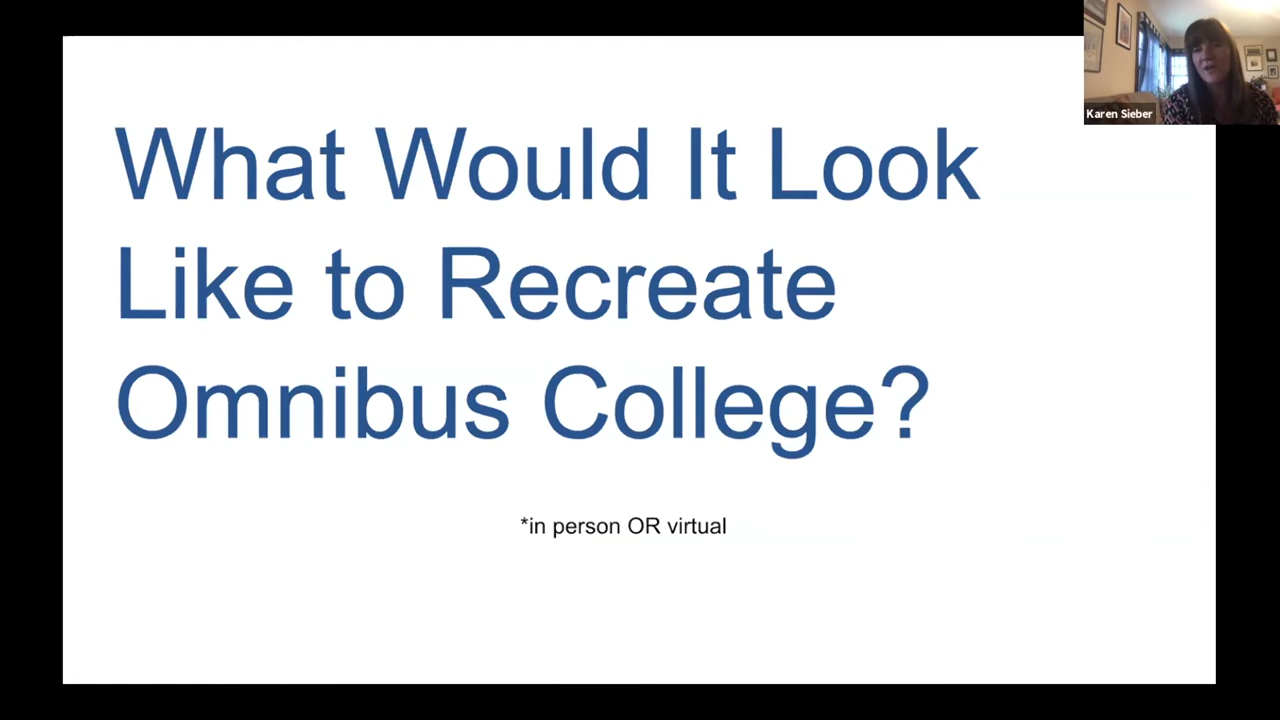 What Would It Look
Like to Recreate
Omnibus College?
*in person OR virtual
Karen Sieber